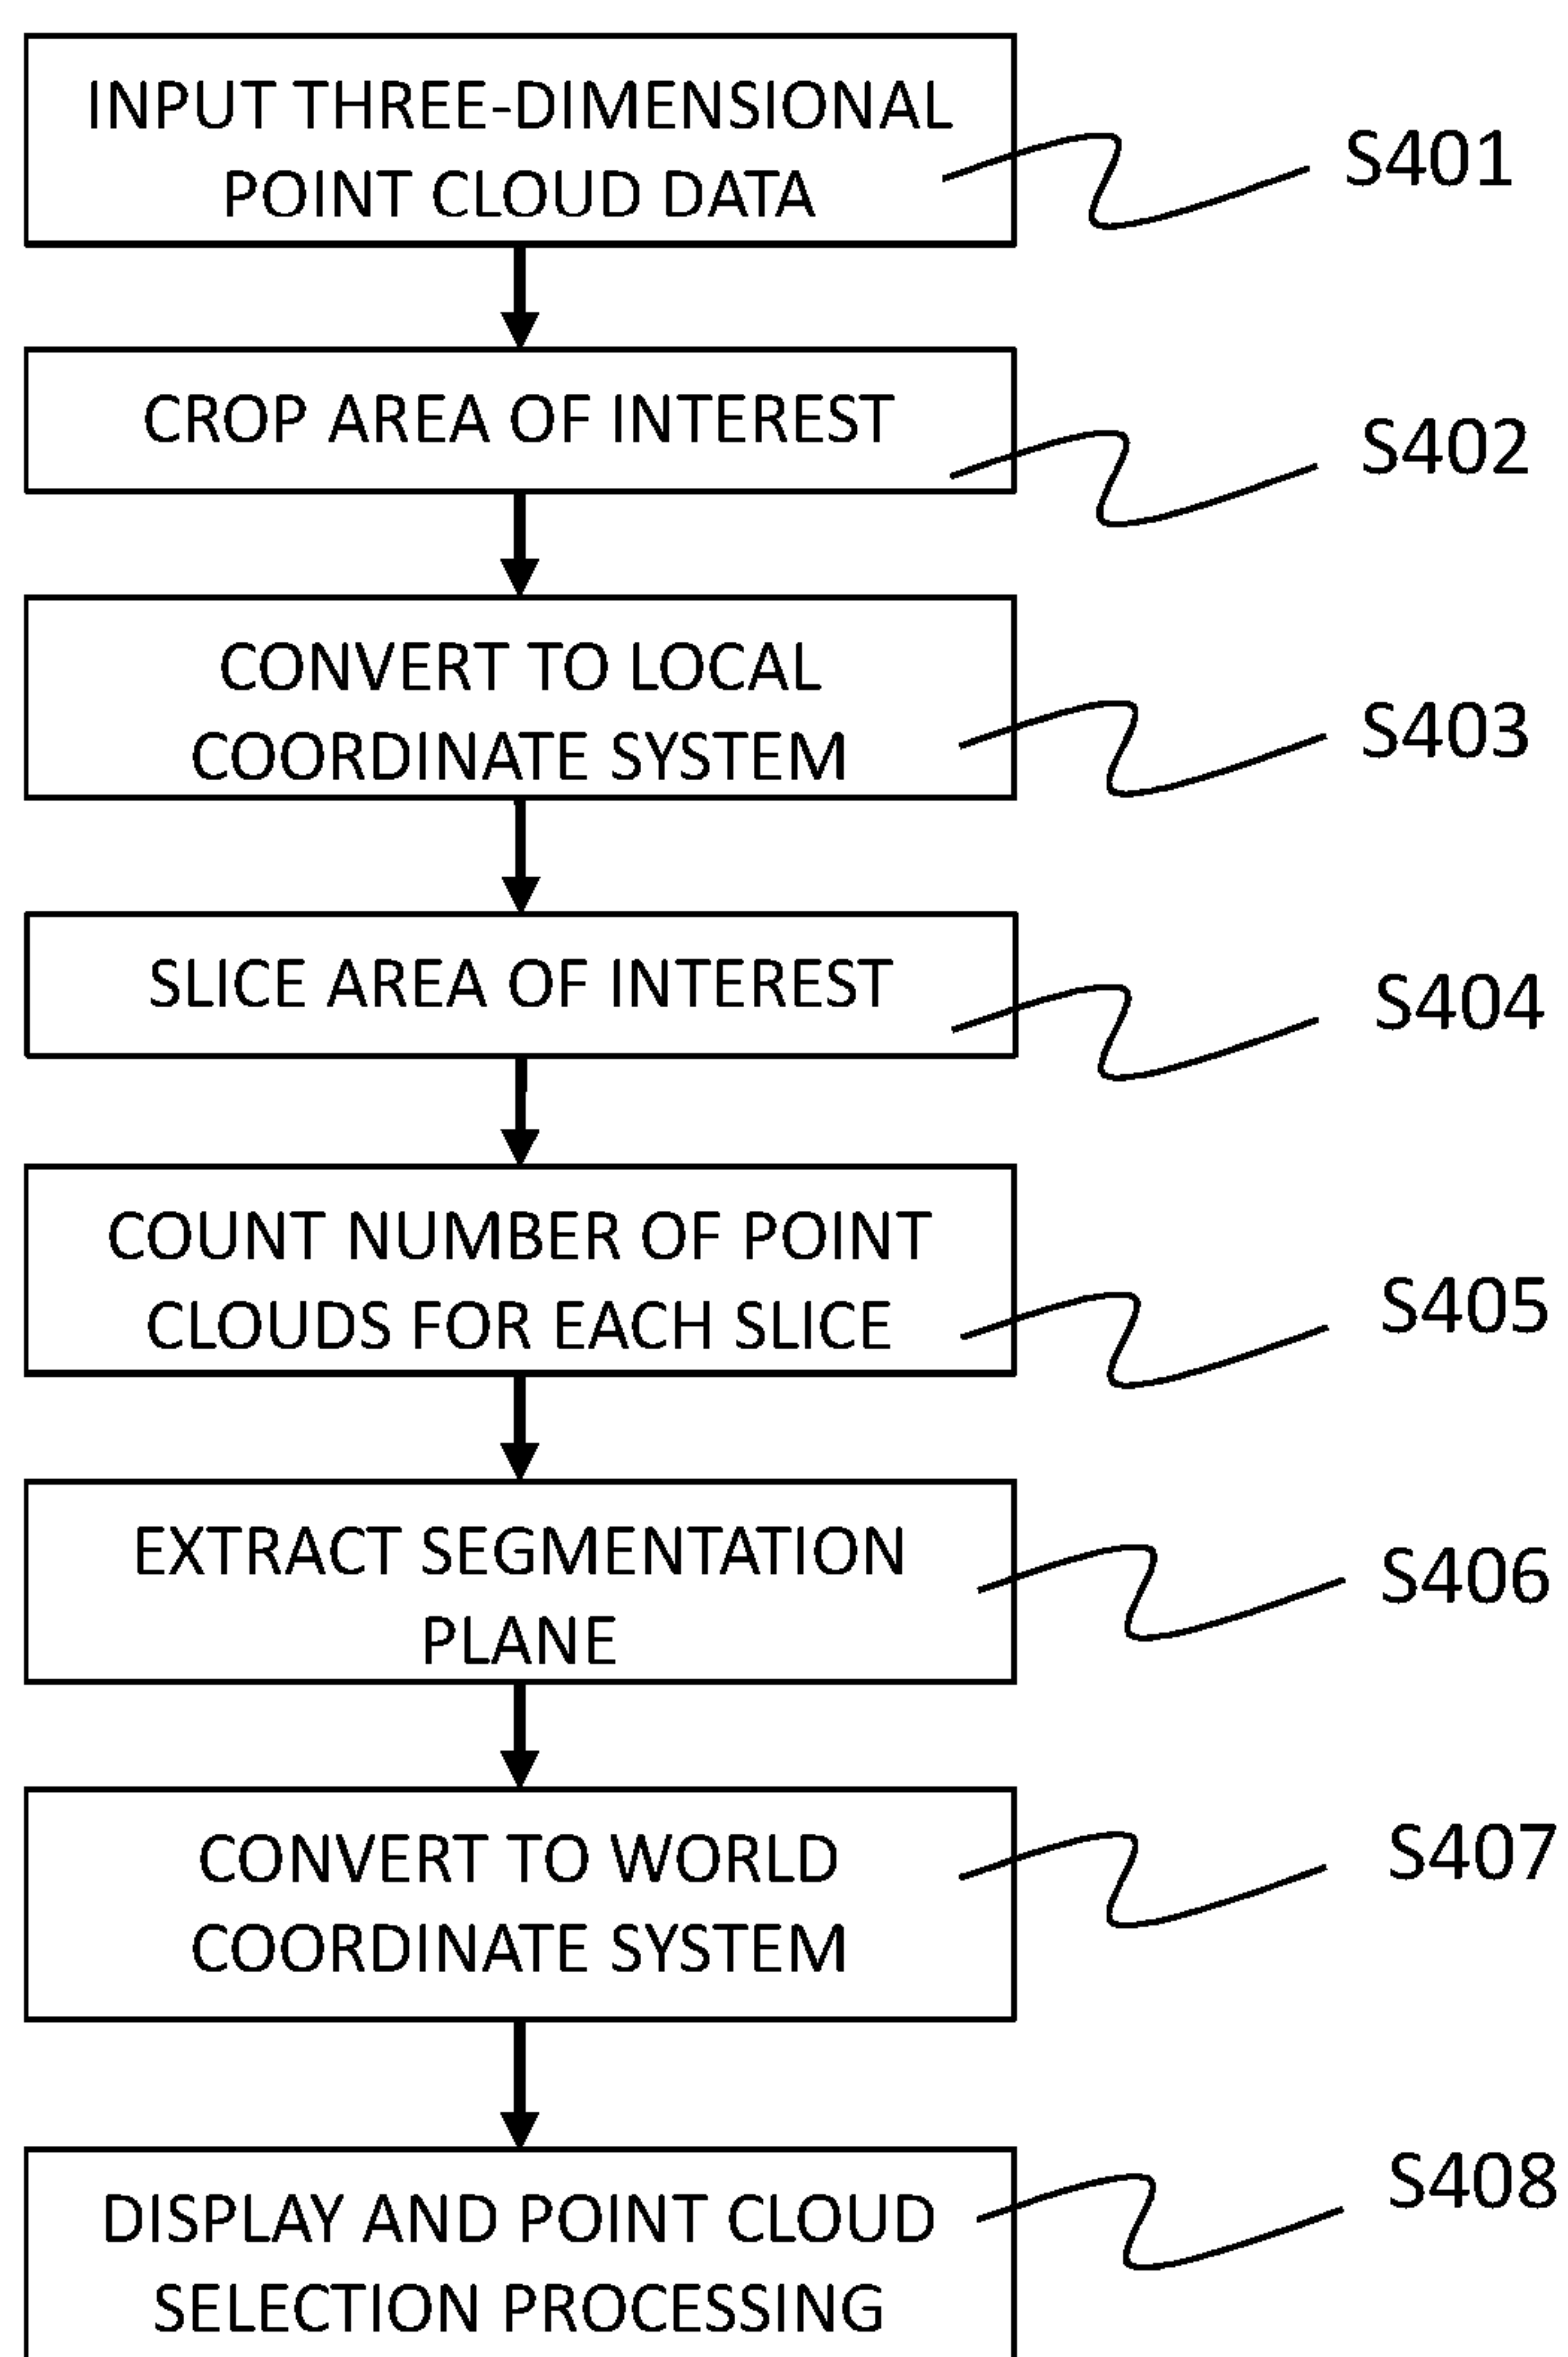 INPUT THREE-DIMENSIONAL
POINT CLOUD DATA
S401
CROP AREA OF INTEREST
S402
CONVERT TO LOCAL
COORDINATE SYSTEM
S403
SLICE AREA OF INTEREST
S404
COUNT NUMBER OF POINT
CLOUDS FOR EACH SLICE
S405
EXTRACT SEGMENTATION
PLANE
S406
CONVERT TO WORLD
COORDINATE SYSTEM
S407
DISPLAY AND POINT CLOUD
SELECTION PROCESSING
S408